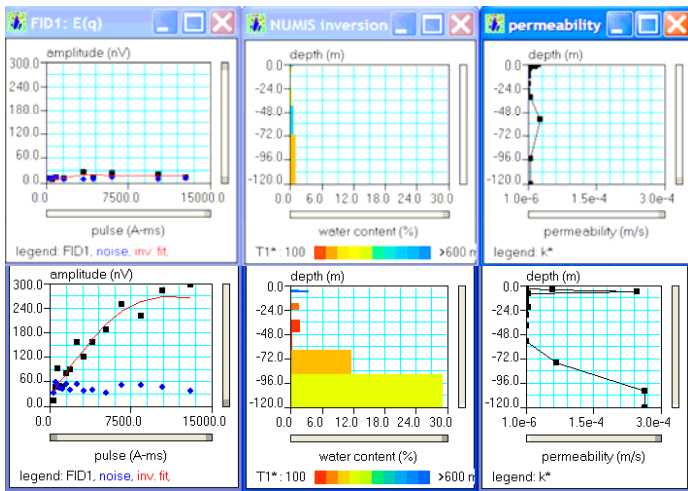 FID1: E(q)
amplitude (nV)
300.0
240.0
180.0
120.0
60.0
0.0
0.0 7500.0 15000.0
pulse (A-ms)
legend: FID1, noise, inv. fit,
NUMIS inversion
depth (m)
0.0
-24.0
-48.0
-72.0
-96.0
-120.0
0.0 6.0 12.0 18.0 24.0 30.0
water content (%)
T1*: 100 >600 m
permeability
depth (m)
0.0
-24.0
-48.0
-72.0
-96.0
-120.0
1.0e-6 1.5e-4 3.0e-4
permeability (m/s)
legend: k*
amplitude (nV)
300.0
240.0
180.0
120.0
60.0
0.0
0.0 7500.0 15000.0
pulse (A-ms)
legend: FID1, noise, inv. fit,
depth (m)
0.0
-24.0
-48.0
-72.0
-96.0
-120.0
0.0 6.0 12.0 18.0 24.0 30.0
water content (%)
T1*: 100 >600 m
depth (m)
0.0
-24.0
-48.0
-72.0
-96.0
-120.0
1.0e-6 1.5e-4 3.0e-4
permeability (m/s)
legend: k*